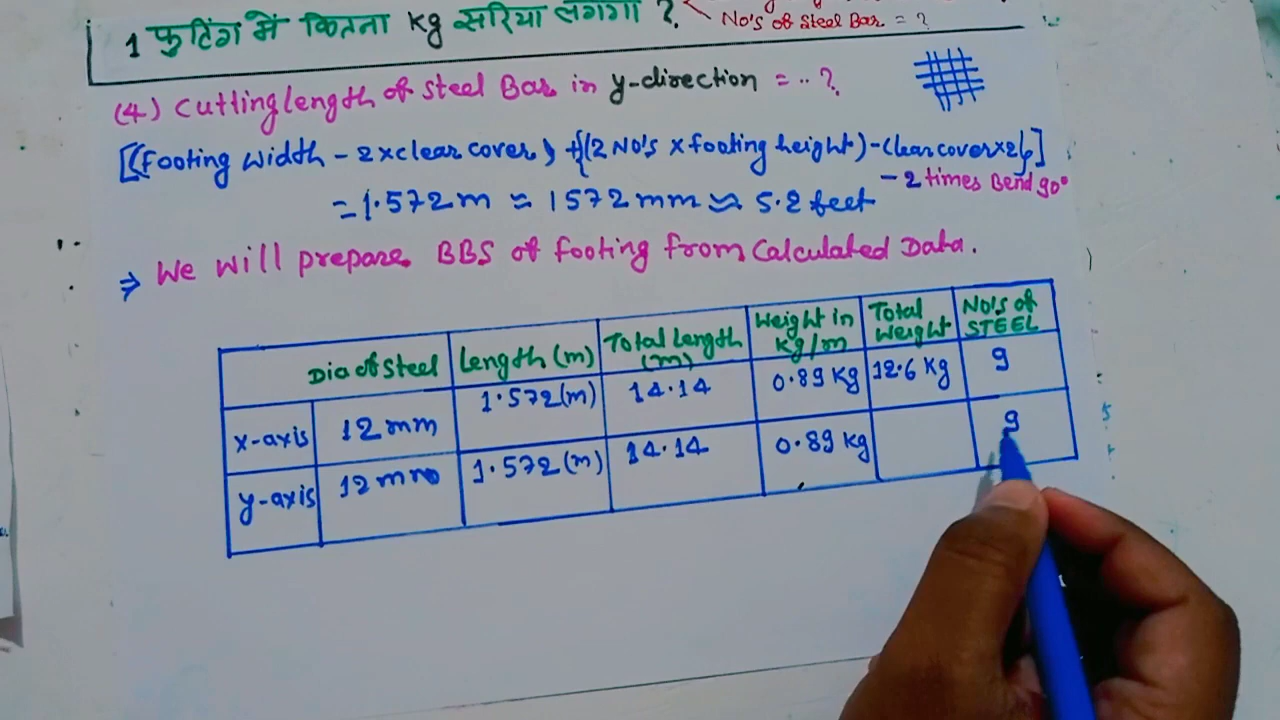 1 फुटिंग में कितना kg सरिया लगेगा ?
No's of Steel Bar = ?
(4) Cutting length of Steel Bar in y-direction = .. ?
[(footing width - 2 x clear cover) + {(2 No's x footing height) - clear cover x 2}]
- 2 times Bend 90°
= 1.572 m ≈ 1572 mm ≈ 5.2 feet
⇒ We will prepare BBS of footing from Calculated Data.
Dia of Steel Length (m) Total Length (m) Weight in kg/m Total Weight No's of STEEL
x-axis 12 mm 1.572 (m) 14.14 0.89 kg 12.6 kg 9
y-axis 12 mm 1.572 (m) 14.14 0.89 kg 9